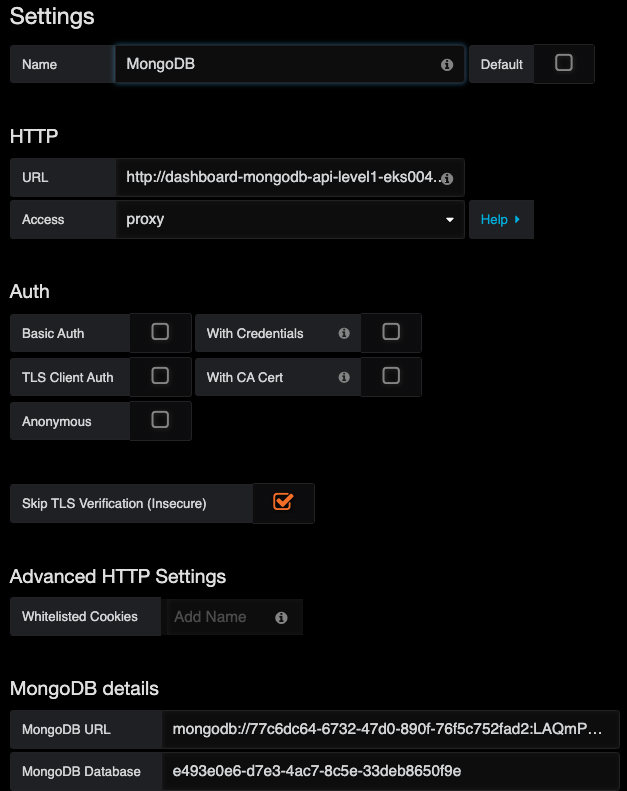 Settings
Name MongoDB Default
HTTP
URL http://dashboard-mongodb-api-level1-eks004...
Access proxy Help
Auth
Basic Auth With Credentials
TLS Client Auth With CA Cert
Anonymous
Skip TLS Verification (Insecure)
Advanced HTTP Settings
Whitelisted Cookies Add Name
MongoDB details
MongoDB URL mongodb://77c6dc64-6732-47d0-890f-76f5c752fad2:LAQmP...
MongoDB Database e493e0e6-d7e3-4ac7-8c5e-33deb8650f9e